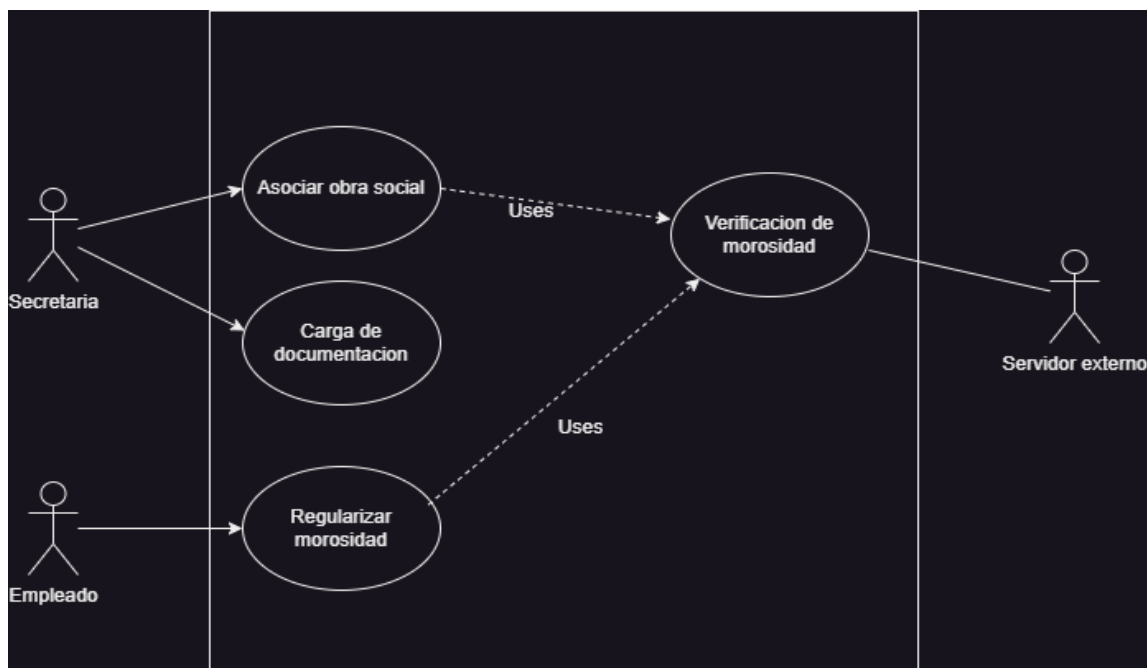 Asociar obra social
Uses
Verificacion de
morosidad
Secretaria
Carga de
documentacion
Servidor externo
Uses
Regularizar
morosidad
Empleado